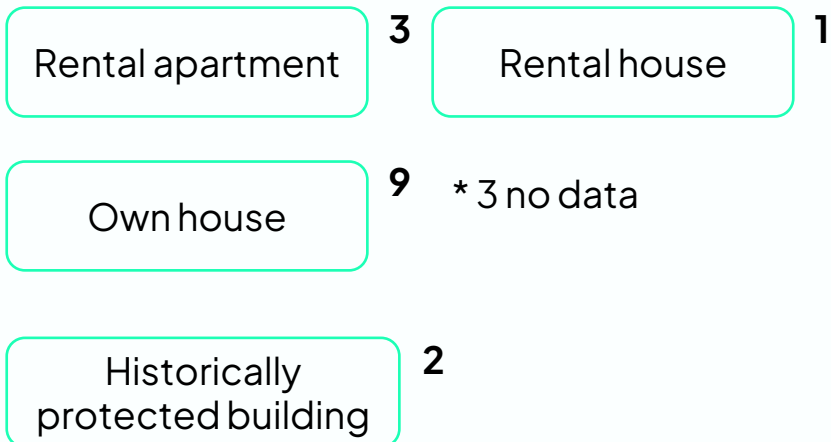 Rental apartment 3
Rental house 1
Own house 9
* 3 no data
Historically
protected building 2